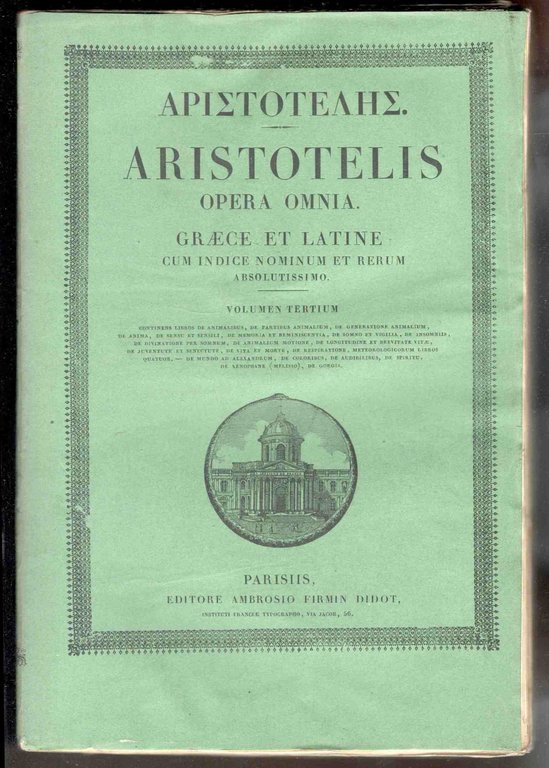 ΑΡΙΣΤΟΤΕΛΗΣ.
ARISTOTELIS
OPERA OMNIA.
GRÆCE ET LATINE
CUM INDICE NOMINUM ET RERUM
ABSOLUTISSIMO.
VOLUMEN TERTIUM
CONTINENS LIBROS DE ANIMALIBUS, DE PARTIBUS ANIMALIUM, DE GENERATIONE ANIMALIUM,
DE ANIMA, DE SENSU ET SENSILI, DE MEMORIA ET REMINISCENTIA, DE SOMNO ET VIGILIA, DE INSOMNIIS,
DE DIVINATIONE PER SOMNUM, DE ANIMALIUM MOTIONE, DE LONGITUDINE ET BREVITATE VITÆ,
DE JUVENTUTE ET SENECTUTE, DE VITA ET MORTE, DE RESPIRATIONE, METEOROLOGICORUM LIBROS
QUATUOR, — DE MUNDO AD ALEXANDRUM, DE COLORIBUS, DE AUDIBILIBUS, DE SPIRITU,
DE XENOPHANE (MELISSO), DE GORGIA.
PARISIIS,
EDITORE AMBROSIO FIRMIN DIDOT,
INSTITUTI FRANCIÆ TYPOGRAPHO, VIA JACOB, 56.